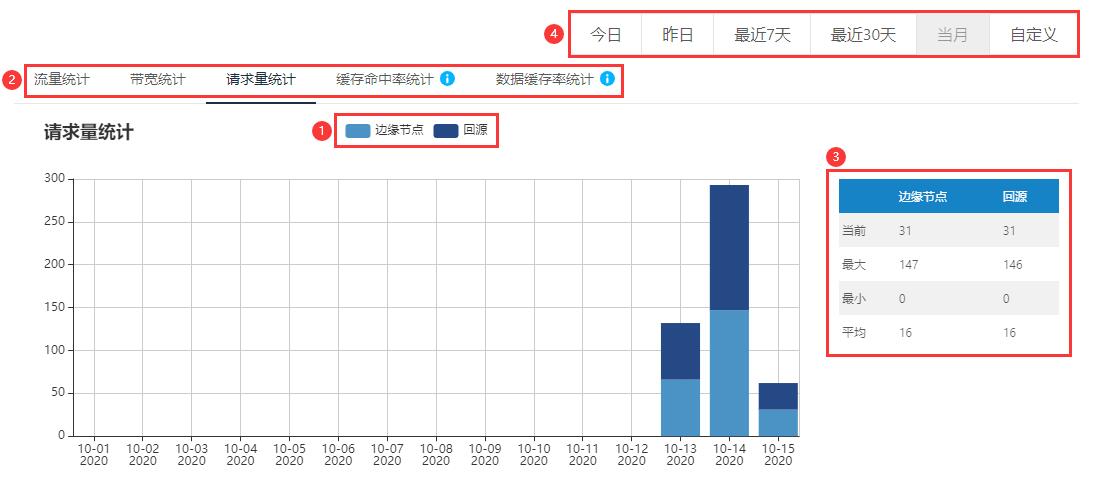 4 今日 昨日 最近7天 最近30天 当月 自定义
2 流量统计 带宽统计 请求量统计 缓存命中率统计 i 数据缓存率统计 i
请求量统计 1 边缘节点 回源
3
300
250
200
150
100
50
0
10-01 10-02 10-03 10-04 10-05 10-06 10-07 10-08 10-09 10-10 10-11 10-12 10-13 10-14 10-15
2020 2020 2020 2020 2020 2020 2020 2020 2020 2020 2020 2020 2020 2020 2020
边缘节点 回源
当前 31 31
最大 147 146
最小 0 0
平均 16 16